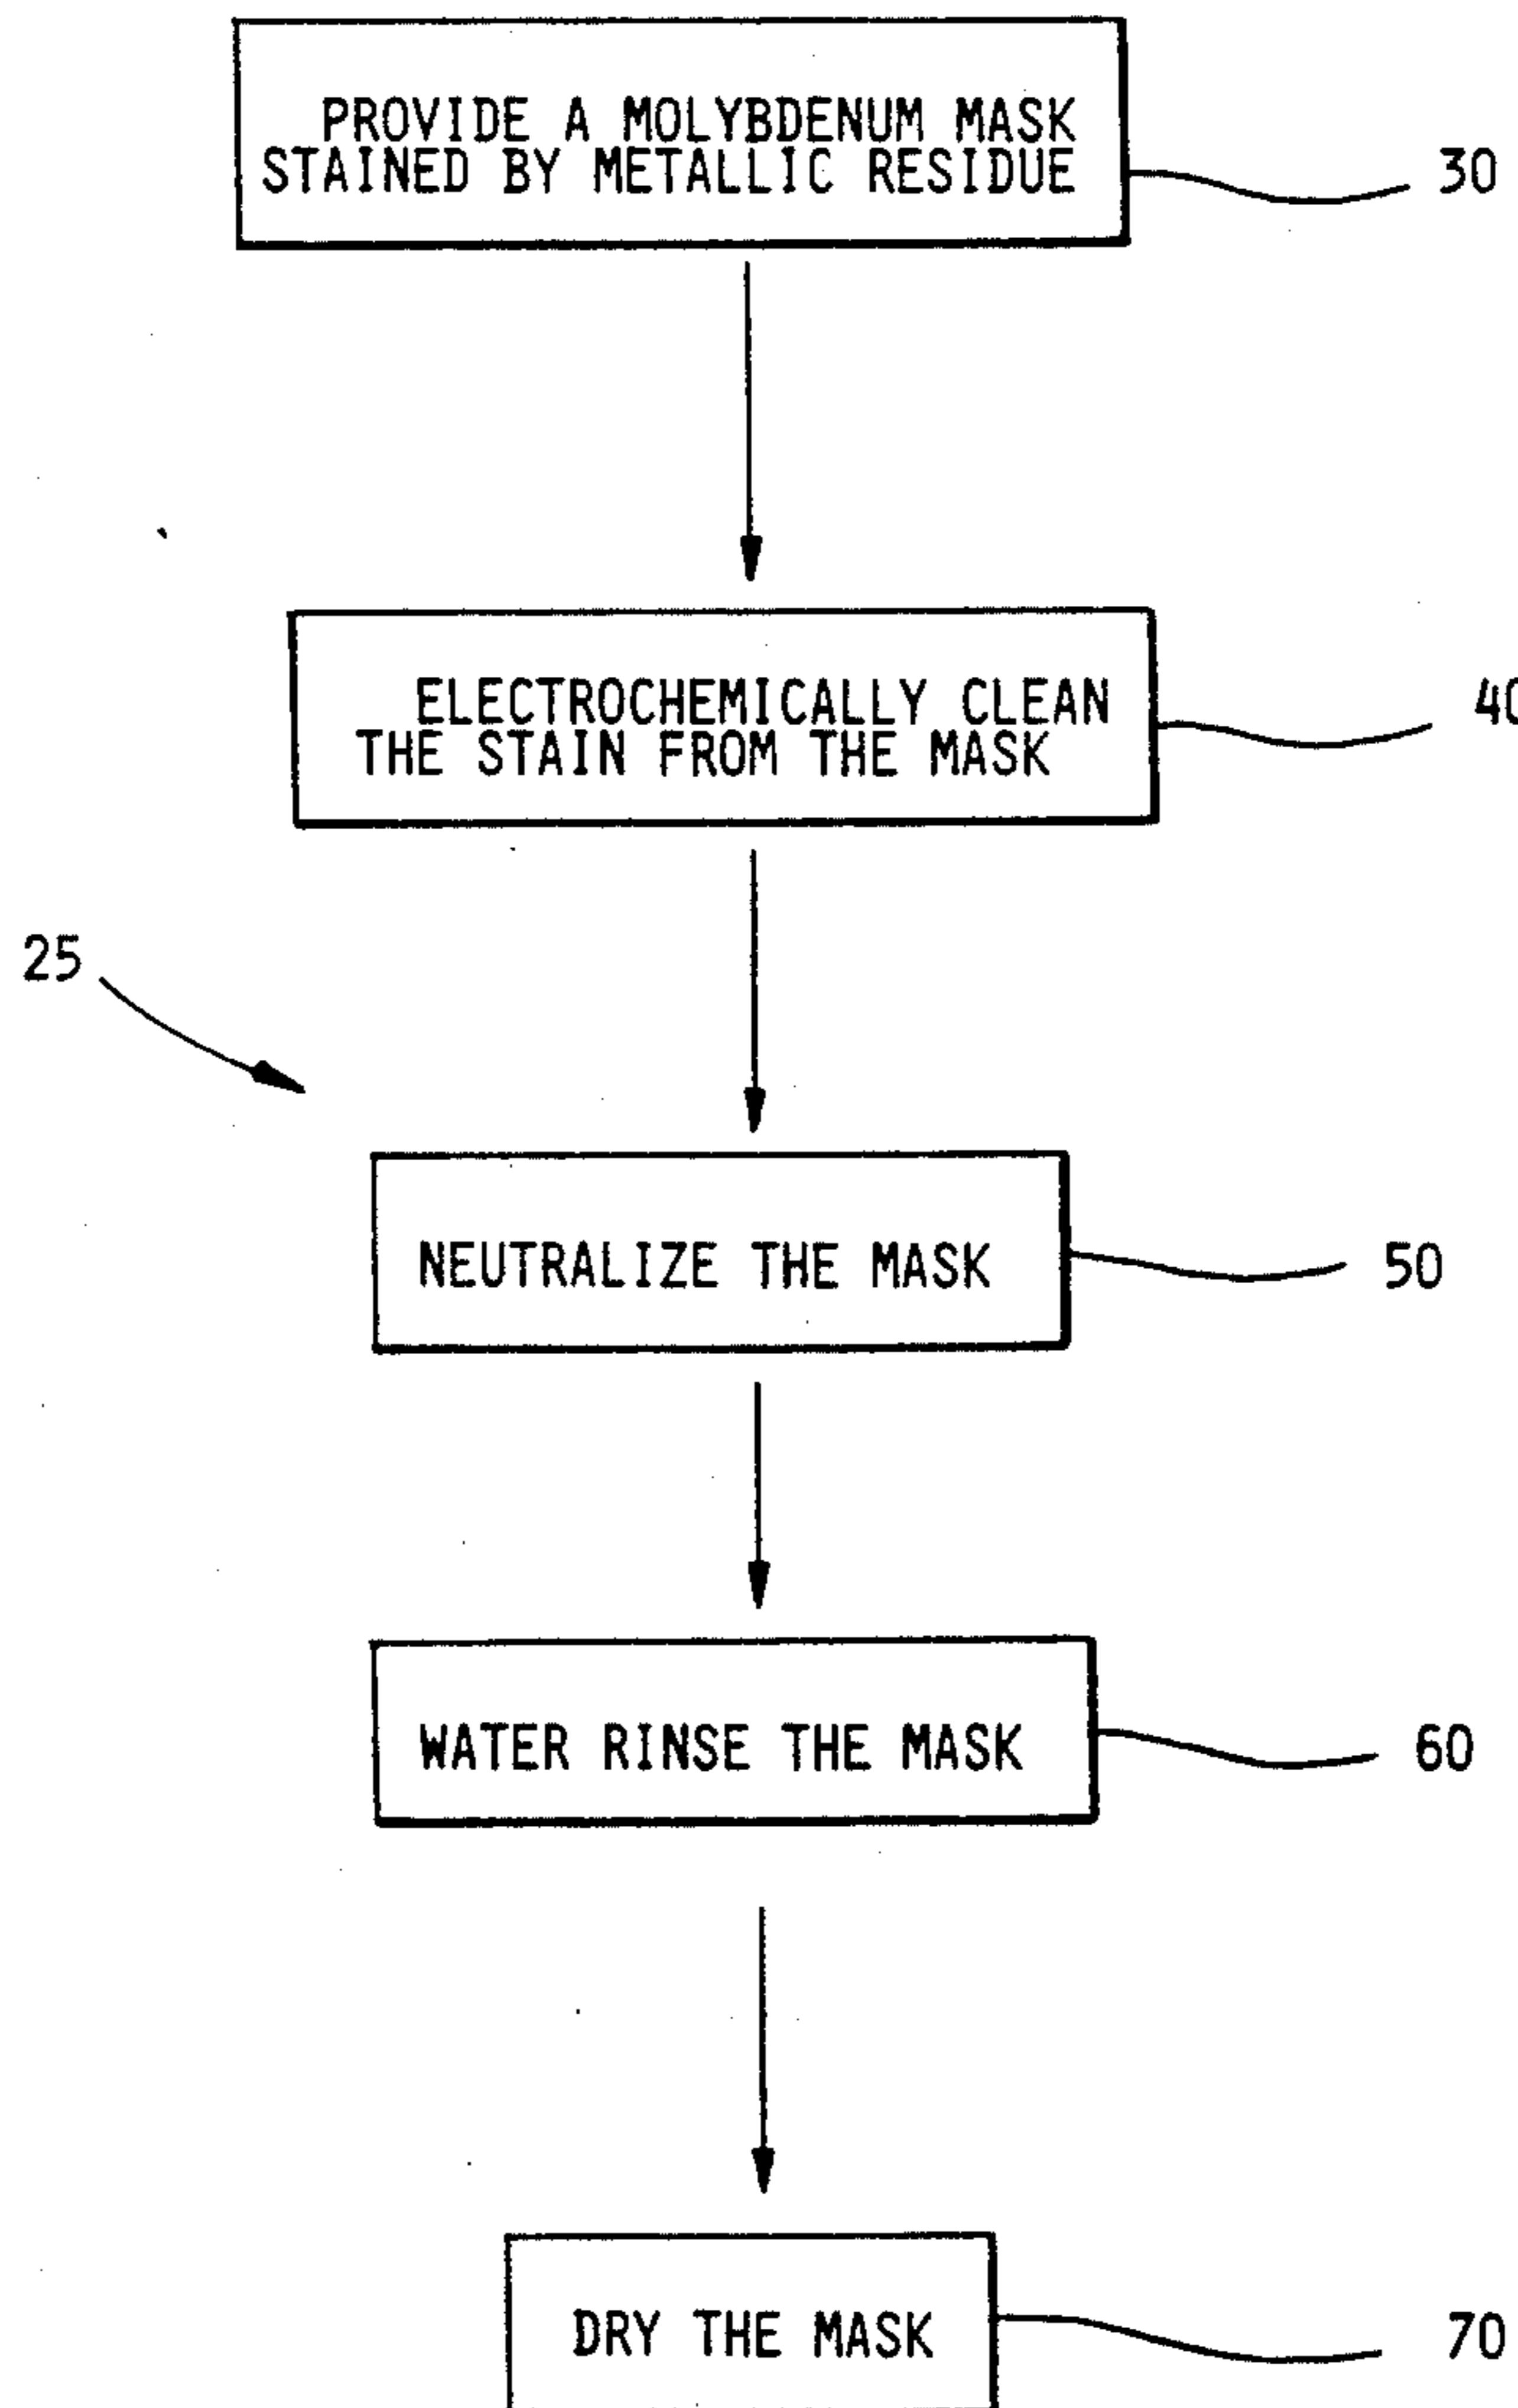 PROVIDE A MOLYBDENUM MASK
STAINED BY METALLIC RESIDUE
30
ELECTROCHEMICALLY CLEAN
THE STAIN FROM THE MASK
40
25
NEUTRALIZE THE MASK
50
WATER RINSE THE MASK
60
DRY THE MASK
70